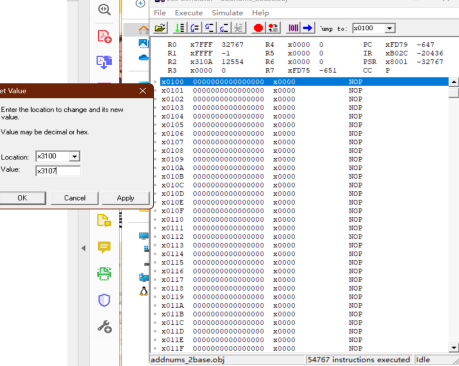 File Execute Simulate Help
Jump to: x0100
R0 x7FFF 32767 R4 x0000 0 PC xFD79 -647
R1 xFFFF -1 R5 x0000 0 IR xB02C -20436
R2 x310A 12554 R6 x0000 0 PSR x8001 -32767
R3 x0000 0 R7 xFD75 -651 CC P
x0100 0000000000000000 x0000 NOP
x0101 0000000000000000 x0000 NOP
x0102 0000000000000000 x0000 NOP
x0103 0000000000000000 x0000 NOP
x0104 0000000000000000 x0000 NOP
x0105 0000000000000000 x0000 NOP
x0106 0000000000000000 x0000 NOP
x0107 0000000000000000 x0000 NOP
x0108 0000000000000000 x0000 NOP
x0109 0000000000000000 x0000 NOP
x010A 0000000000000000 x0000 NOP
x010B 0000000000000000 x0000 NOP
x010C 0000000000000000 x0000 NOP
x010D 0000000000000000 x0000 NOP
x010E 0000000000000000 x0000 NOP
x010F 0000000000000000 x0000 NOP
x0110 0000000000000000 x0000 NOP
x0111 0000000000000000 x0000 NOP
x0112 0000000000000000 x0000 NOP
x0113 0000000000000000 x0000 NOP
x0114 0000000000000000 x0000 NOP
x0115 0000000000000000 x0000 NOP
x0116 0000000000000000 x0000 NOP
x0117 0000000000000000 x0000 NOP
x0118 0000000000000000 x0000 NOP
x0119 0000000000000000 x0000 NOP
x011A 0000000000000000 x0000 NOP
x011B 0000000000000000 x0000 NOP
x011C 0000000000000000 x0000 NOP
x011D 0000000000000000 x0000 NOP
x011E 0000000000000000 x0000 NOP
x011F 0000000000000000 x0000 NOP
addnums_2base.obj 54767 instructions executed Idle
et Value
Enter the location to change and its new
value.
Value may be decimal or hex.
Location: x3100
Value: x3107
OK Cancel Apply